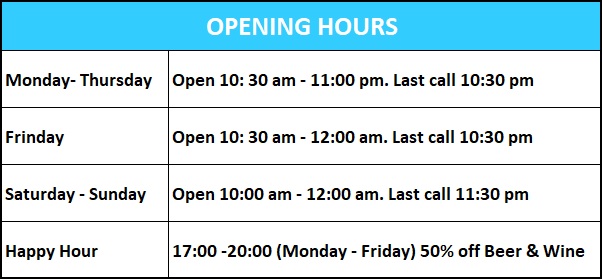 OPENING HOURS
Monday- Thursday Open 10: 30 am - 11:00 pm. Last call 10:30 pm
Frinday Open 10: 30 am - 12:00 am. Last call 10:30 pm
Saturday - Sunday Open 10:00 am - 12:00 am. Last call 11:30 pm
Happy Hour 17:00 -20:00 (Monday - Friday) 50% off Beer & Wine